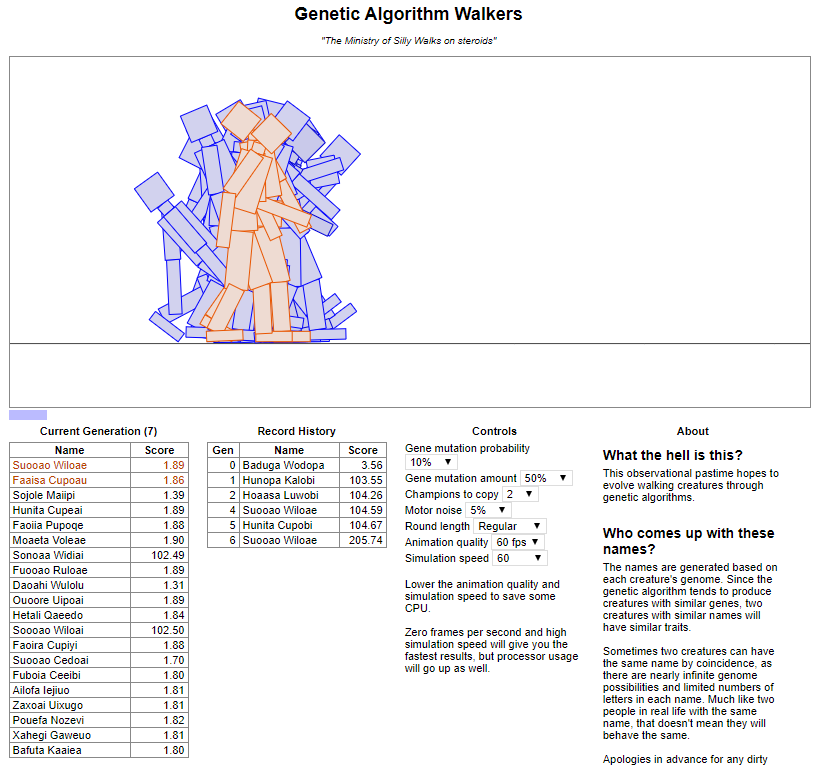 Genetic Algorithm Walkers
"The Ministry of Silly Walks on steroids"
Current Generation (7)
Name Score
Suooao Wiloae 1.89
Faaisa Cupoau 1.86
Sojole Maiipi 1.39
Hunita Cupeai 1.89
Faoiia Pupoqe 1.88
Moaeta Voleae 1.90
Sonoaa Widiai 102.49
Fuooao Ruloae 1.89
Daoahi Wulolu 1.31
Ouoore Uipoai 1.89
Hetali Qaeedo 1.84
Soooao Wiloai 102.50
Faoira Cupiyi 1.88
Suooao Cedoai 1.70
Fuboia Ceeibi 1.80
Ailofa Iejiuo 1.81
Zaxoai Uixugo 1.81
Pouefa Nozevi 1.82
Xahegi Gaweuo 1.81
Bafuta Kaaiea 1.80
Record History
Gen Name Score
0 Baduga Wodopa 3.56
1 Hunopa Kalobi 103.55
2 Hoaasa Luwobi 104.26
4 Suooao Wiloae 104.59
5 Hunita Cupobi 104.67
6 Suooao Wiloae 205.74
Controls
Gene mutation probability
10%
Gene mutation amount 50%
Champions to copy 2
Motor noise 5%
Round length Regular
Animation quality 60 fps
Simulation speed 60
Lower the animation quality and
simulation speed to save some
CPU.
Zero frames per second and high
simulation speed will give you the
fastest results, but processor usage
will go up as well.
About
What the hell is this?
This observational pastime hopes to
evolve walking creatures through
genetic algorithms.
Who comes up with these
names?
The names are generated based on
each creature's genome. Since the
genetic algorithm tends to produce
creatures with similar genes, two
creatures with similar names will
have similar traits.
Sometimes two creatures can have
the same name by coincidence, as
there are nearly infinite genome
possibilities and limited numbers of
letters in each name. Much like two
people in real life with the same
name, that doesn't mean they will
behave the same.
Apologies in advance for any dirty